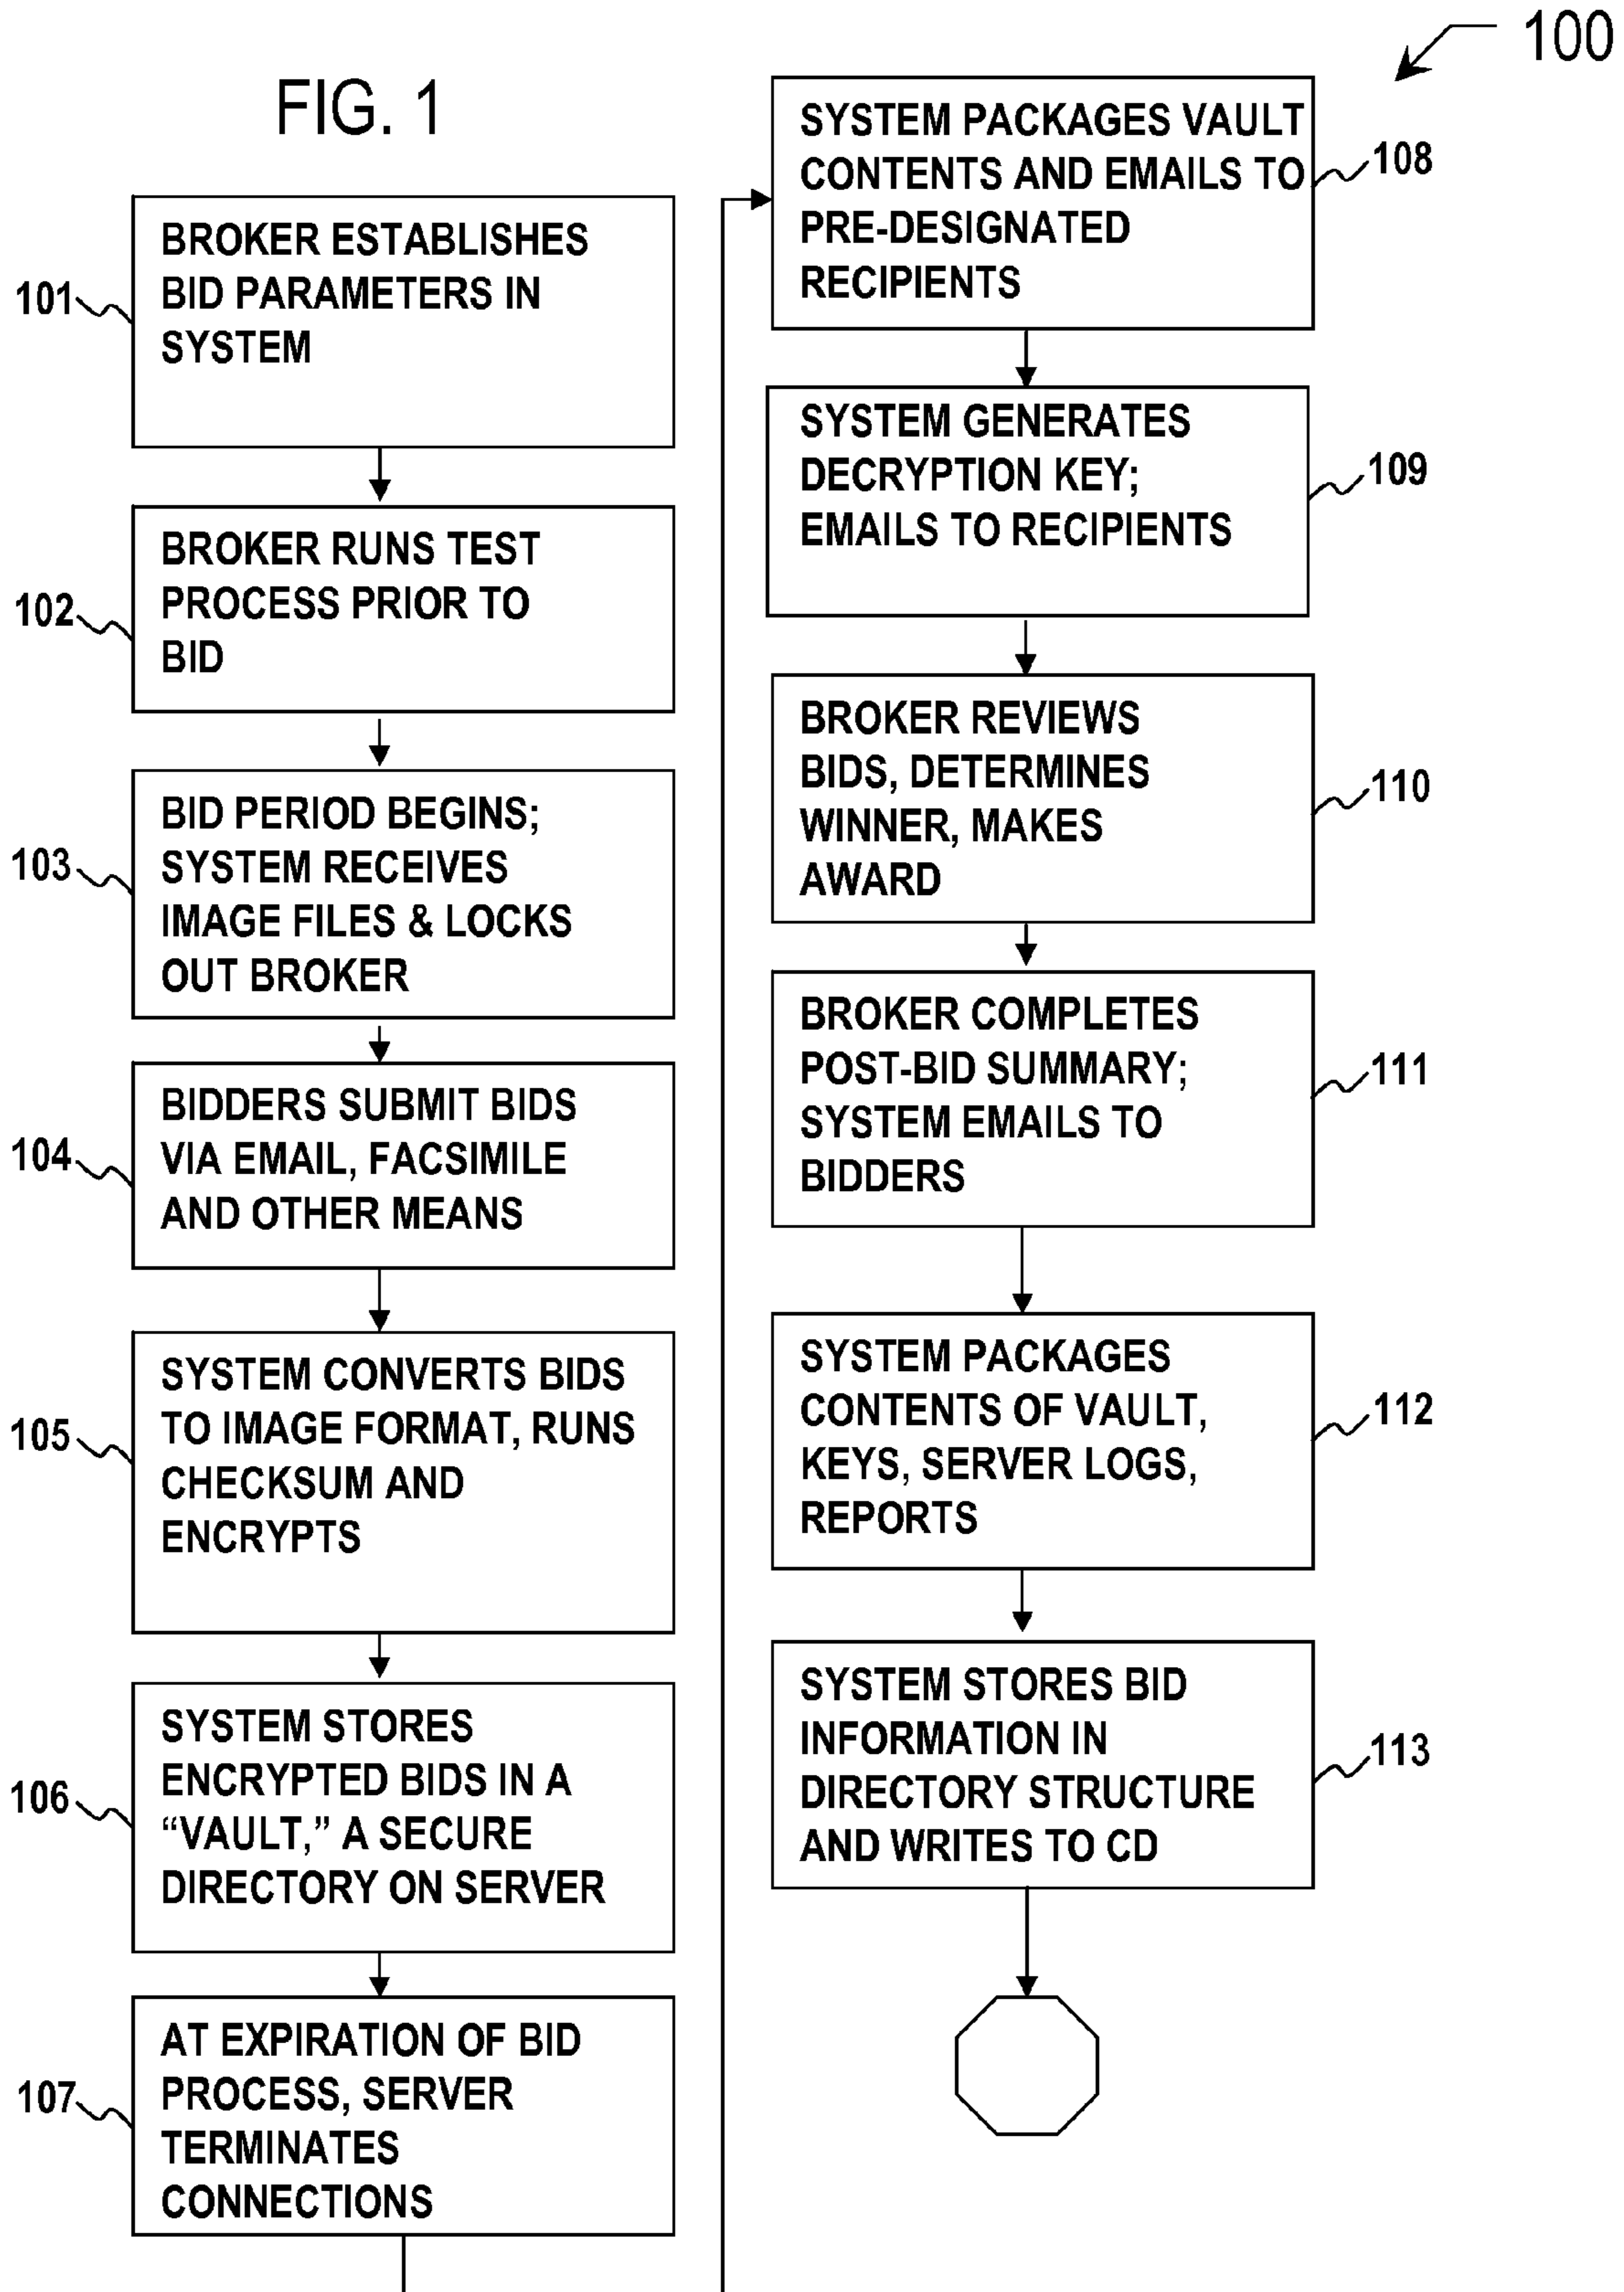 FIG. 1
100
101
BROKER ESTABLISHES
BID PARAMETERS IN
SYSTEM
102
BROKER RUNS TEST
PROCESS PRIOR TO
BID
103
BID PERIOD BEGINS;
SYSTEM RECEIVES
IMAGE FILES & LOCKS
OUT BROKER
104
BIDDERS SUBMIT BIDS
VIA EMAIL, FACSIMILE
AND OTHER MEANS
105
SYSTEM CONVERTS BIDS
TO IMAGE FORMAT, RUNS
CHECKSUM AND
ENCRYPTS
106
SYSTEM STORES
ENCRYPTED BIDS IN A
“VAULT,” A SECURE
DIRECTORY ON SERVER
107
AT EXPIRATION OF BID
PROCESS, SERVER
TERMINATES
CONNECTIONS
SYSTEM PACKAGES VAULT
CONTENTS AND EMAILS TO
PRE-DESIGNATED
RECIPIENTS
108
SYSTEM GENERATES
DECRYPTION KEY;
EMAILS TO RECIPIENTS
109
BROKER REVIEWS
BIDS, DETERMINES
WINNER, MAKES
AWARD
110
BROKER COMPLETES
POST-BID SUMMARY;
SYSTEM EMAILS TO
BIDDERS
111
SYSTEM PACKAGES
CONTENTS OF VAULT,
KEYS, SERVER LOGS,
REPORTS
112
SYSTEM STORES BID
INFORMATION IN
DIRECTORY STRUCTURE
AND WRITES TO CD
113